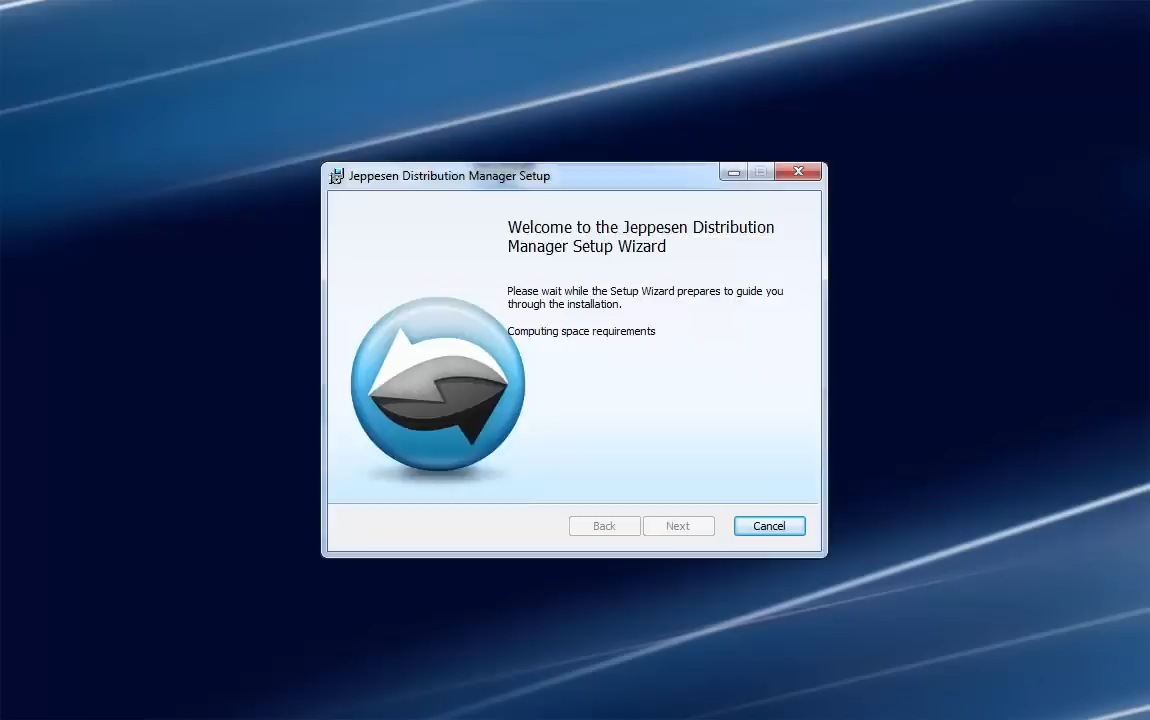 Jeppesen Distribution Manager Setup
Welcome to the Jeppesen Distribution
Manager Setup Wizard
Please wait while the Setup Wizard prepares to guide you
through the installation.
Computing space requirements
Back
Next
Cancel